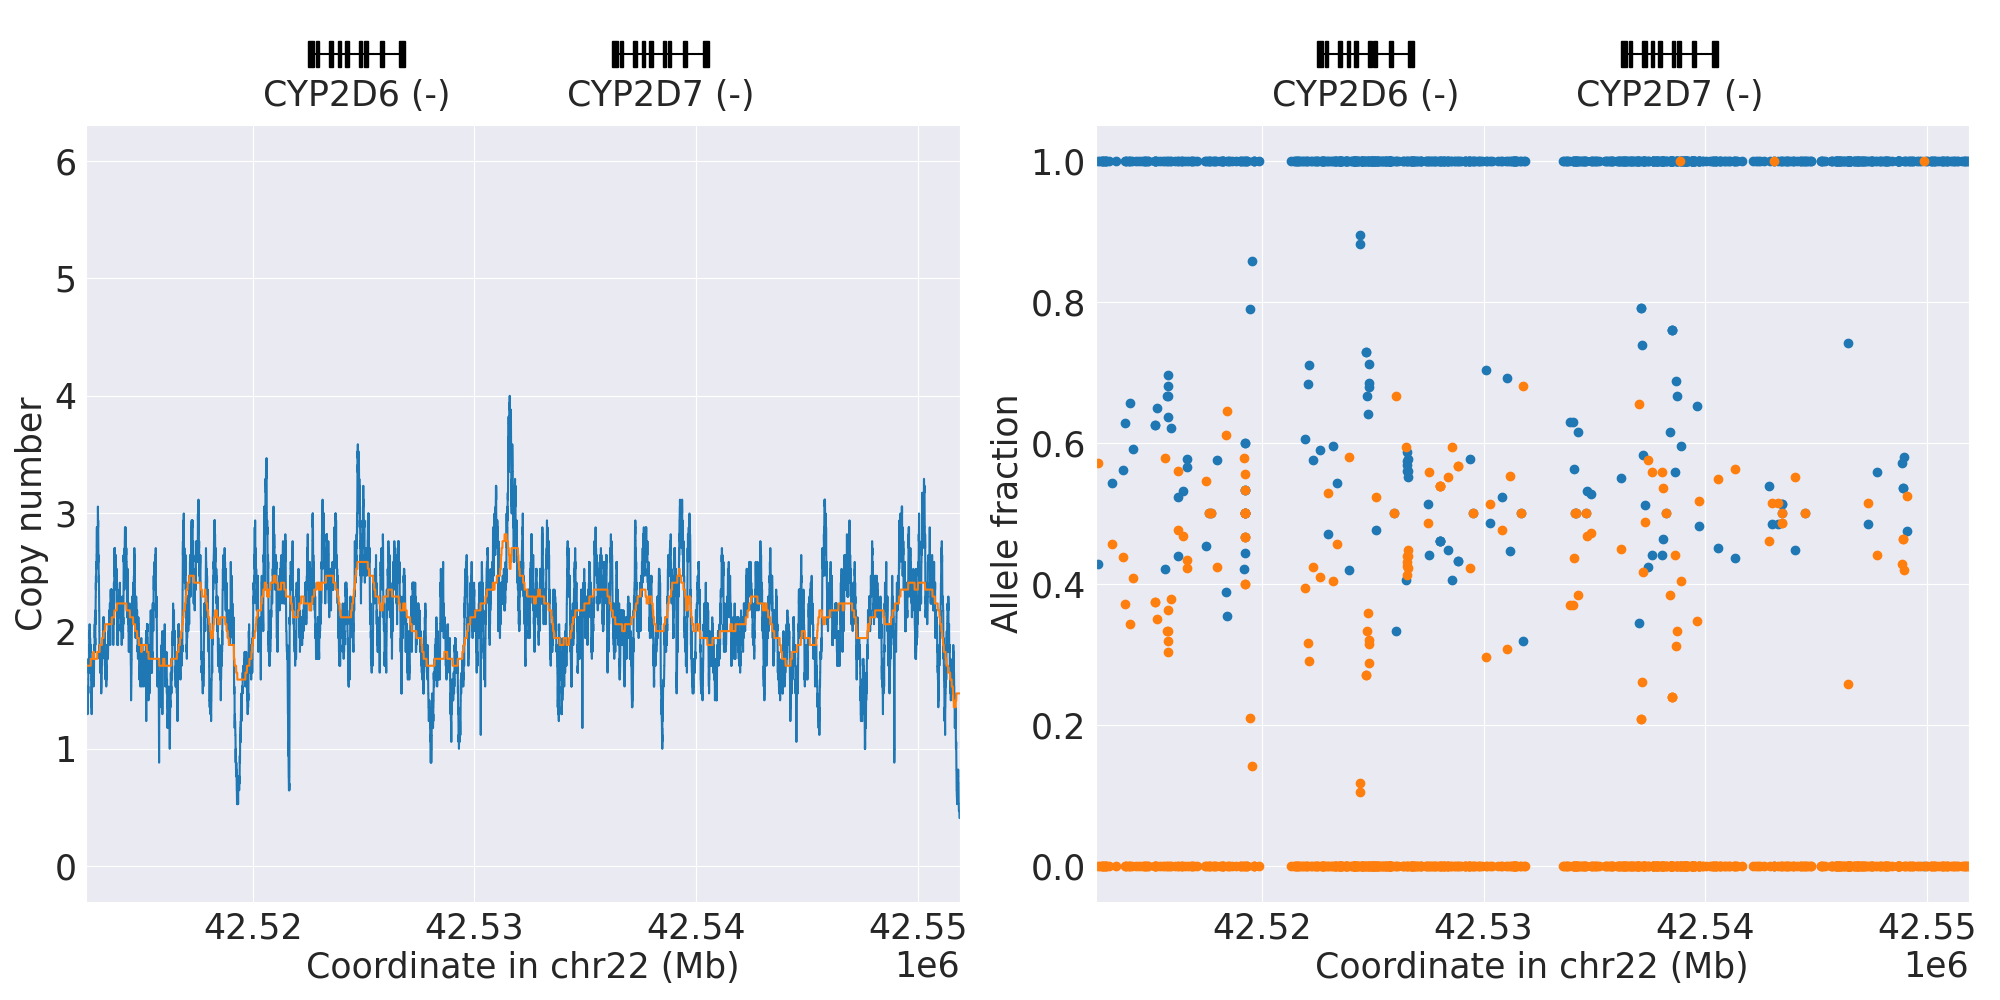 CYP2D6 (-) CYP2D7 (-)
6
5
4
3
2
1
0
Copy number
42.52 42.53 42.54 42.55
1e6
Coordinate in chr22 (Mb)
CYP2D6 (-) CYP2D7 (-)
1.0
0.8
0.6
0.4
0.2
0.0
Allele fraction
42.52 42.53 42.54 42.55
1e6
Coordinate in chr22 (Mb)